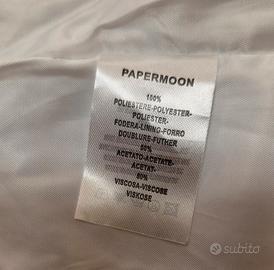 PAPERMOON
100%
POLIESTERE-POLYESTER-
POLIESTER-
FODERA-LINING-FORRO
DOUBLURE-FUTHER
50%
ACETATO-ACETATE-
ACETAT-
50%
VISCOSA-VISCOSE
VISKOSE
subito